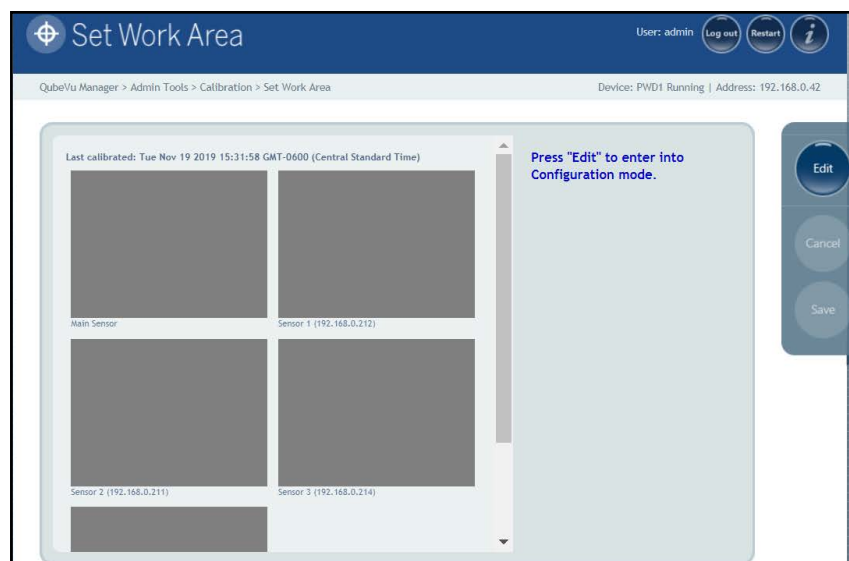 Set Work Area
User: admin
Log out
Restart
i
QubeVu Manager > Admin Tools > Calibration > Set Work Area
Device: PWD1 Running | Address: 192.168.0.42
Last calibrated: Tue Nov 19 2019 15:31:58 GMT-0600 (Central Standard Time)
Press "Edit" to enter into
Configuration mode.
Edit
Cancel
Save
Main Sensor
Sensor 1 (192.168.0.212)
Sensor 2 (192.168.0.211)
Sensor 3 (192.168.0.214)